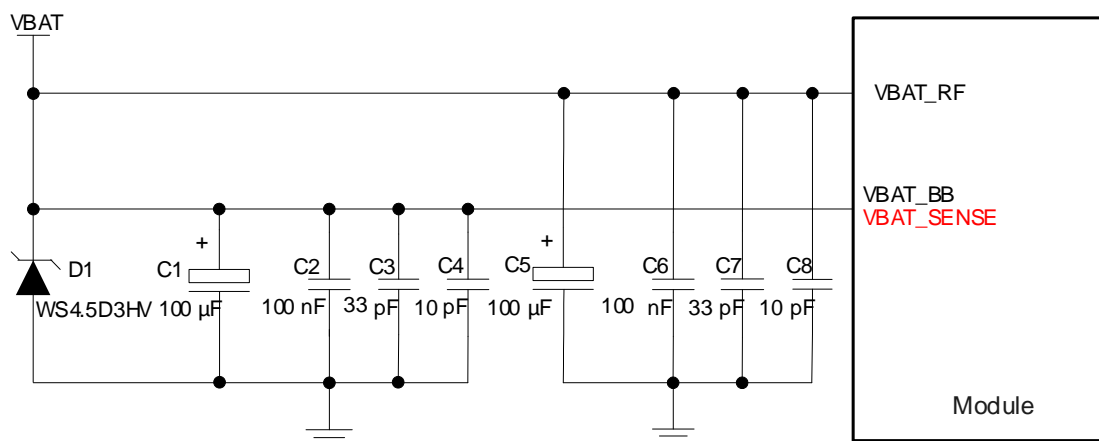 VBAT
VBAT_RF
VBAT_BB
VBAT_SENSE
+
+
D1
C1
C2
C3
C4
C5
C6
C7
C8
WS4.5D3HV
100 µF
100 nF
33 pF
10 pF
100 µF
100 nF
33 pF
10 pF
Module